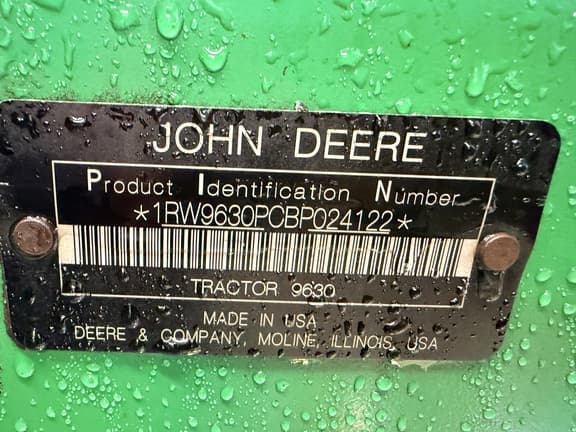 JOHN DEERE
Product Identification Number
*1RW9630PCBP024122*
TRACTOR 9630
MADE IN USA
DEERE & COMPANY, MOLINE, ILLINOIS, USA